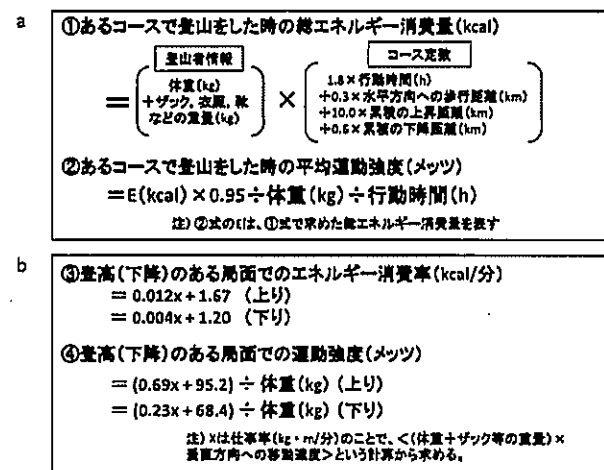 a
①あるコースで登山をした時の総エネルギー消費量(kcal)
登山者情報
コース定数
体重(kg)
＋ザック、衣服、靴
などの重量(kg)
＝
×
1.8×行動時間(h)
＋0.3×水平方向への歩行距離(km)
＋10.0×累積の上昇距離(km)
＋0.6×累積の下降距離(km)
②あるコースで登山をした時の平均運動強度(メッツ)
＝E(kcal)×0.95÷体重(kg)÷行動時間(h)
注)②式のEは、①式で求めた総エネルギー消費量を表す
b
③登高(下降)のある局面でのエネルギー消費率(kcal/分)
＝0.012x＋1.67 (上り)
＝0.004x＋1.20 (下り)
④登高(下降)のある局面での運動強度(メッツ)
＝(0.69x＋95.2)÷体重(kg)(上り)
＝(0.23x＋68.4)÷体重(kg)(下り)
注)Xは仕事率(kg・m/分)のことで、＜(体重＋ザック等の重量)×
垂直方向への移動速度＞という計算から求める。